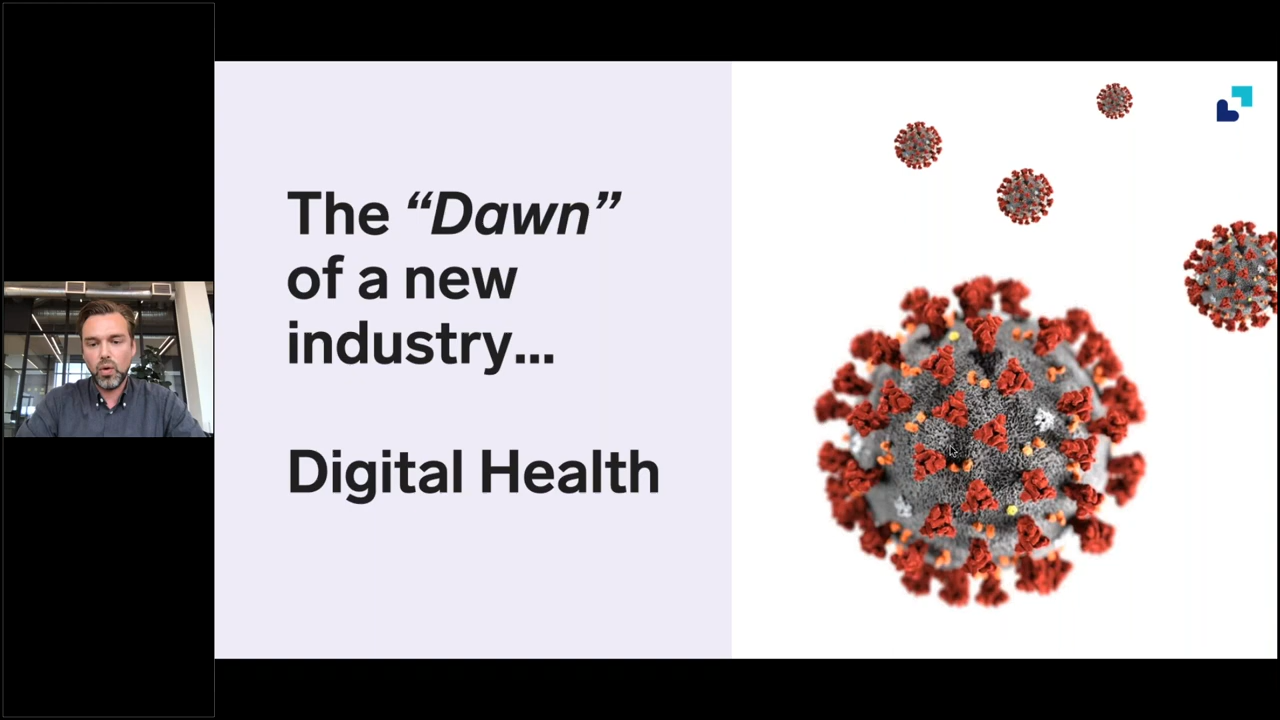 The “Dawn”
of a new
industry...
Digital Health